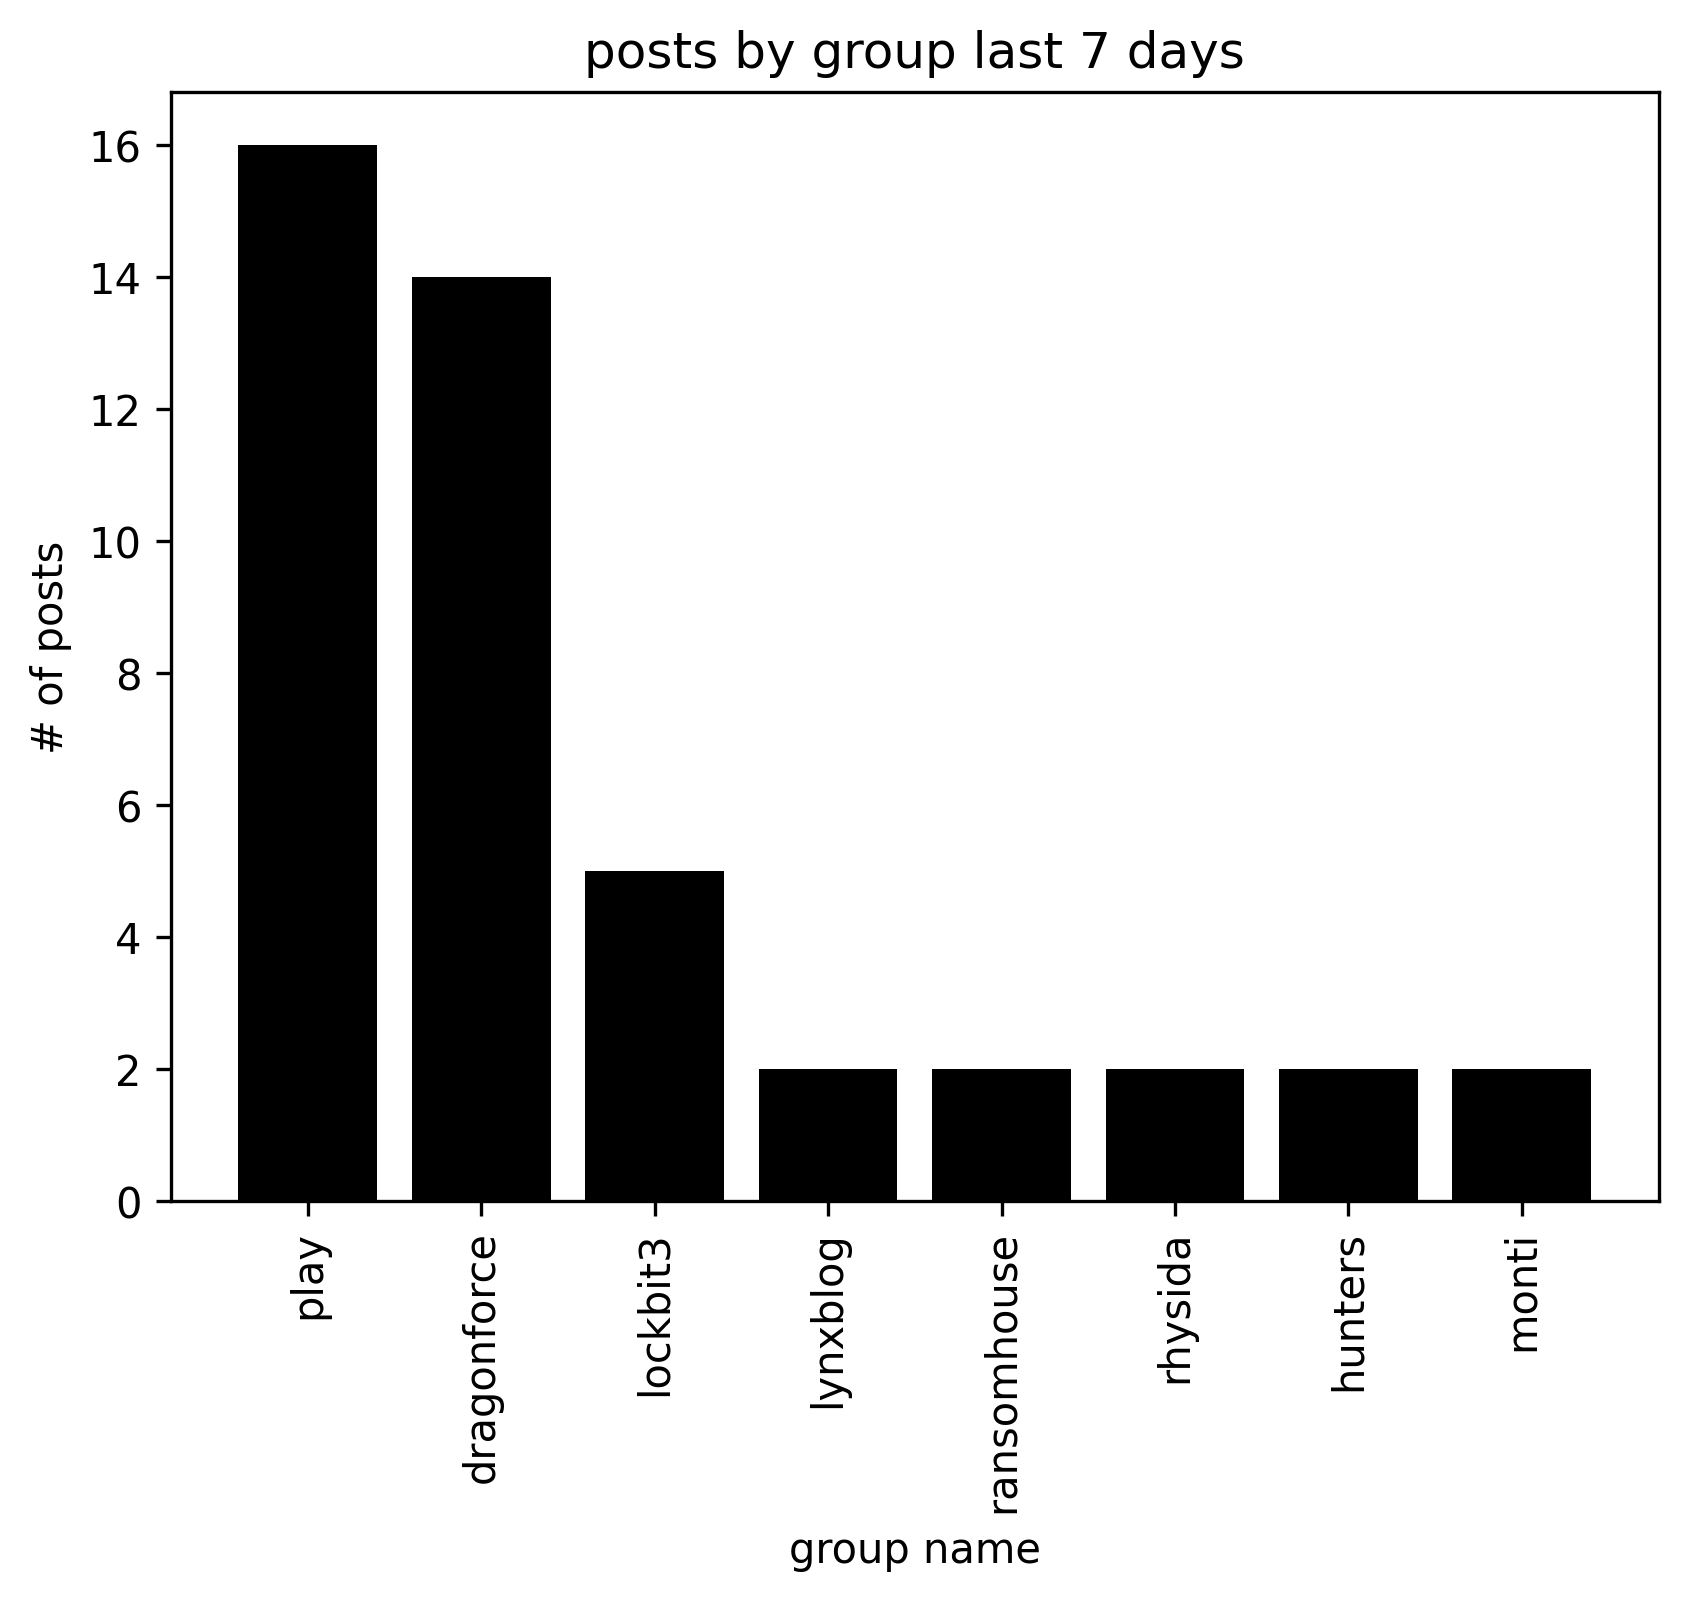 posts by group last 7 days
16
14
12
10
8
6
4
2
0
# of posts
play
dragonforce
lockbit3
lynxblog
ransomhouse
rhysida
hunters
monti
group name